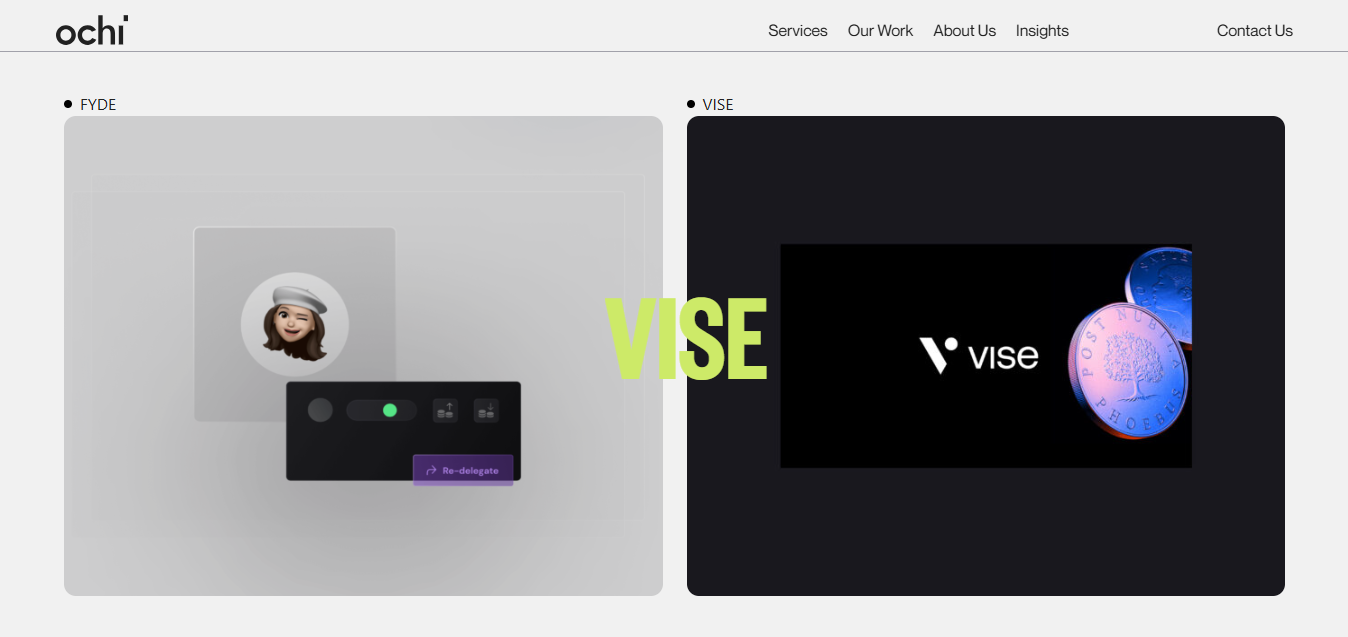 ochi
Services
Our Work
About Us
Insights
Contact Us
FYDE
VISE
VISE
Re-delegate
vise
POST NUBILA PHOEBUS